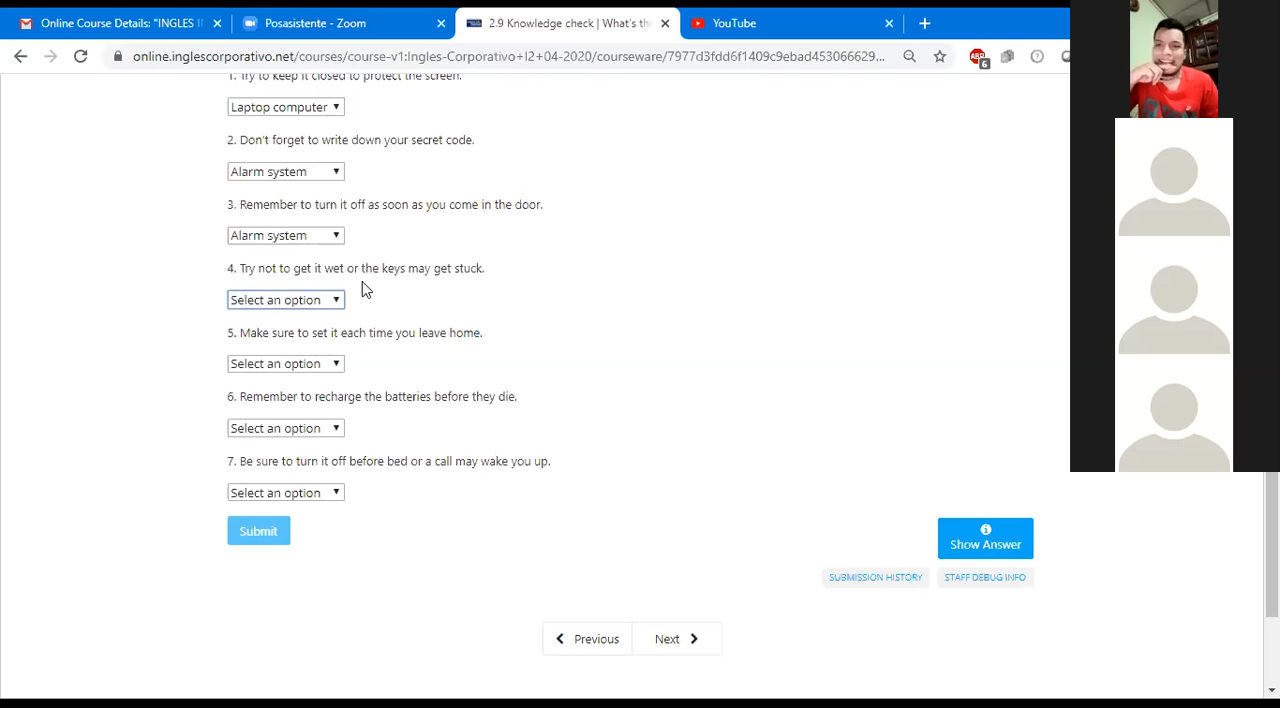 Online Course Details: "INGLES I
Posasistente - Zoom
2.9 Knowledge check | What's th
YouTube
online.inglescorporativo.net/courses/course-v1:Ingles-Corporativo+I2+04-2020/courseware/7977d3fdd6f1409c9ebad453066629...
ABP
6
1. Try to keep it closed to protect the screen.
Laptop computer
2. Don't forget to write down your secret code.
Alarm system
3. Remember to turn it off as soon as you come in the door.
Alarm system
4. Try not to get it wet or the keys may get stuck.
Select an option
5. Make sure to set it each time you leave home.
Select an option
6. Remember to recharge the batteries before they die.
Select an option
7. Be sure to turn it off before bed or a call may wake you up.
Select an option
Submit
Show Answer
SUBMISSION HISTORY
STAFF DEBUG INFO
Previous
Next